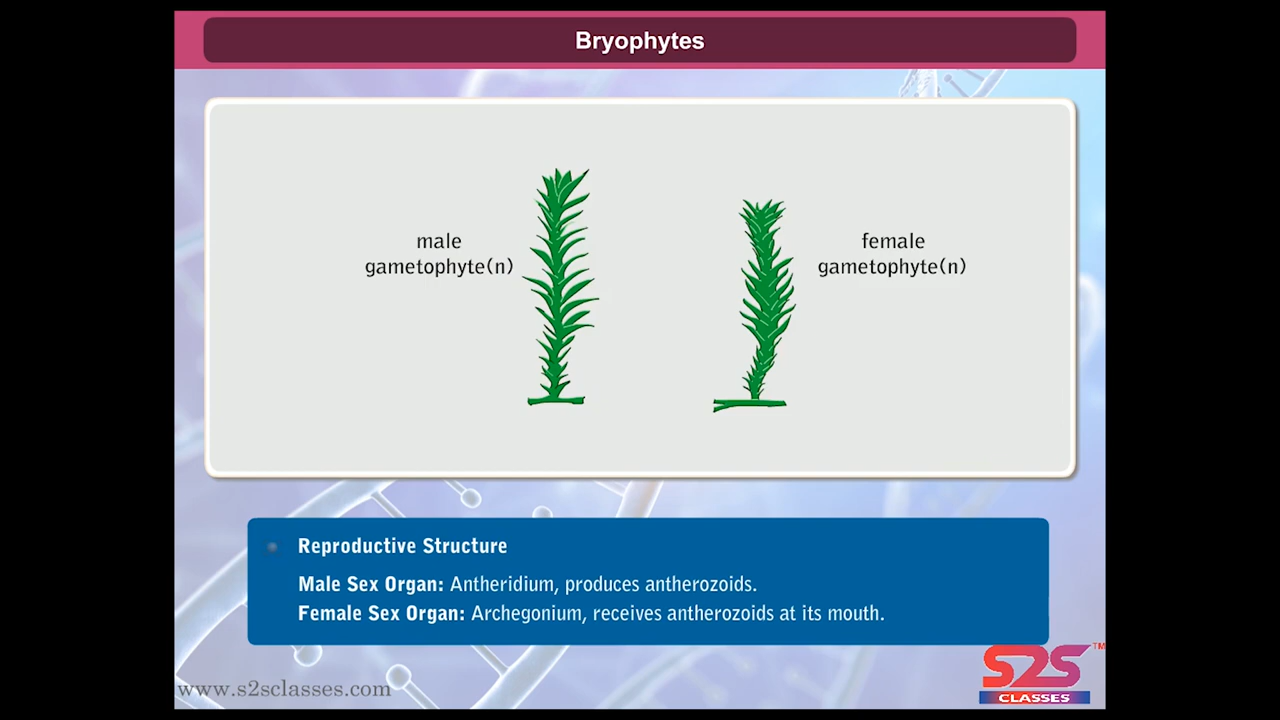 Bryophytes
male
gametophyte(n)
female
gametophyte(n)
Reproductive Structure
Male Sex Organ: Antheridium, produces antherozoids.
Female Sex Organ: Archegonium, receives antherozoids at its mouth.
www.s2sclasses.com
S2S TM
CLASSES